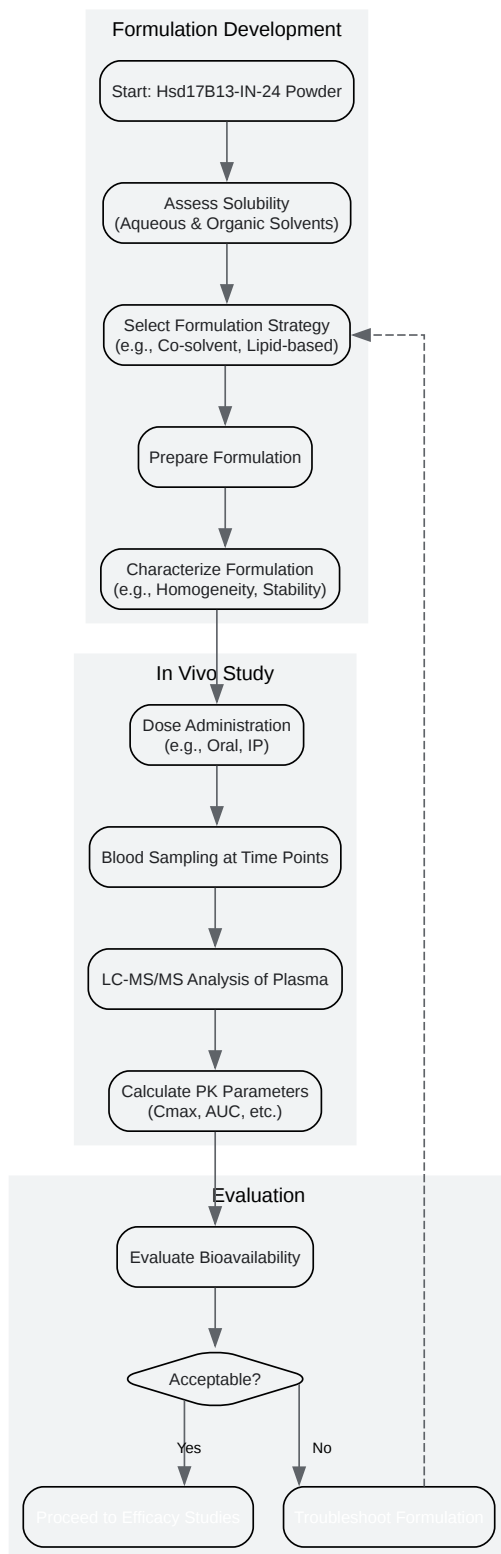 Formulation Development
Start: Hsd17B13-IN-24 Powder
Assess Solubility
(Aqueous & Organic Solvents)
Select Formulation Strategy
(e.g., Co-solvent, Lipid-based)
Prepare Formulation
Characterize Formulation
(e.g., Homogeneity, Stability)
In Vivo Study
Dose Administration
(e.g., Oral, IP)
Blood Sampling at Time Points
LC-MS/MS Analysis of Plasma
Calculate PK Parameters
(Cmax, AUC, etc.)
Evaluation
Evaluate Bioavailability
Acceptable?
Yes
No
Proceed to Efficacy Studies
Troubleshoot Formulation